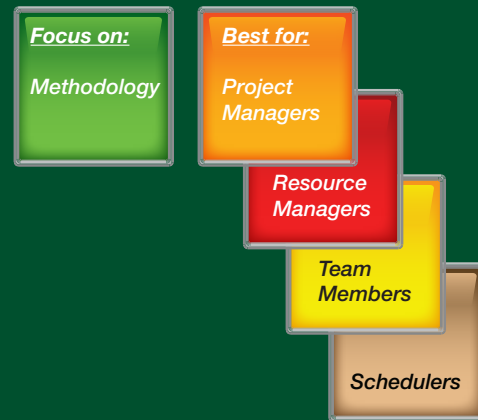 Focus on:
Methodology
Best for:
Project
Managers
Resource
Managers
Team
Members
Schedulers